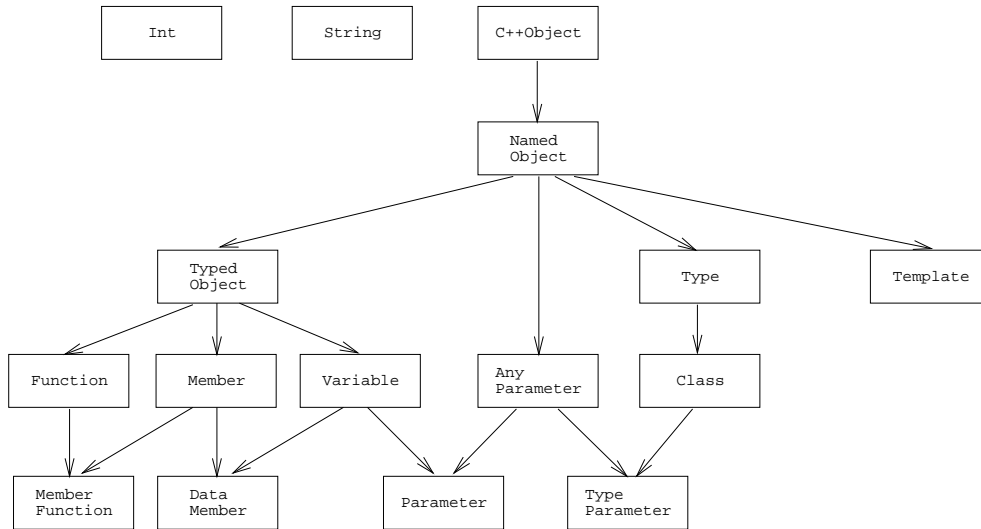 Int
String
C++Object
Named
Object
Typed
Object
Type
Template
Function
Member
Variable
Any
Parameter
Class
Member
Function
Data
Member
Parameter
Type
Parameter